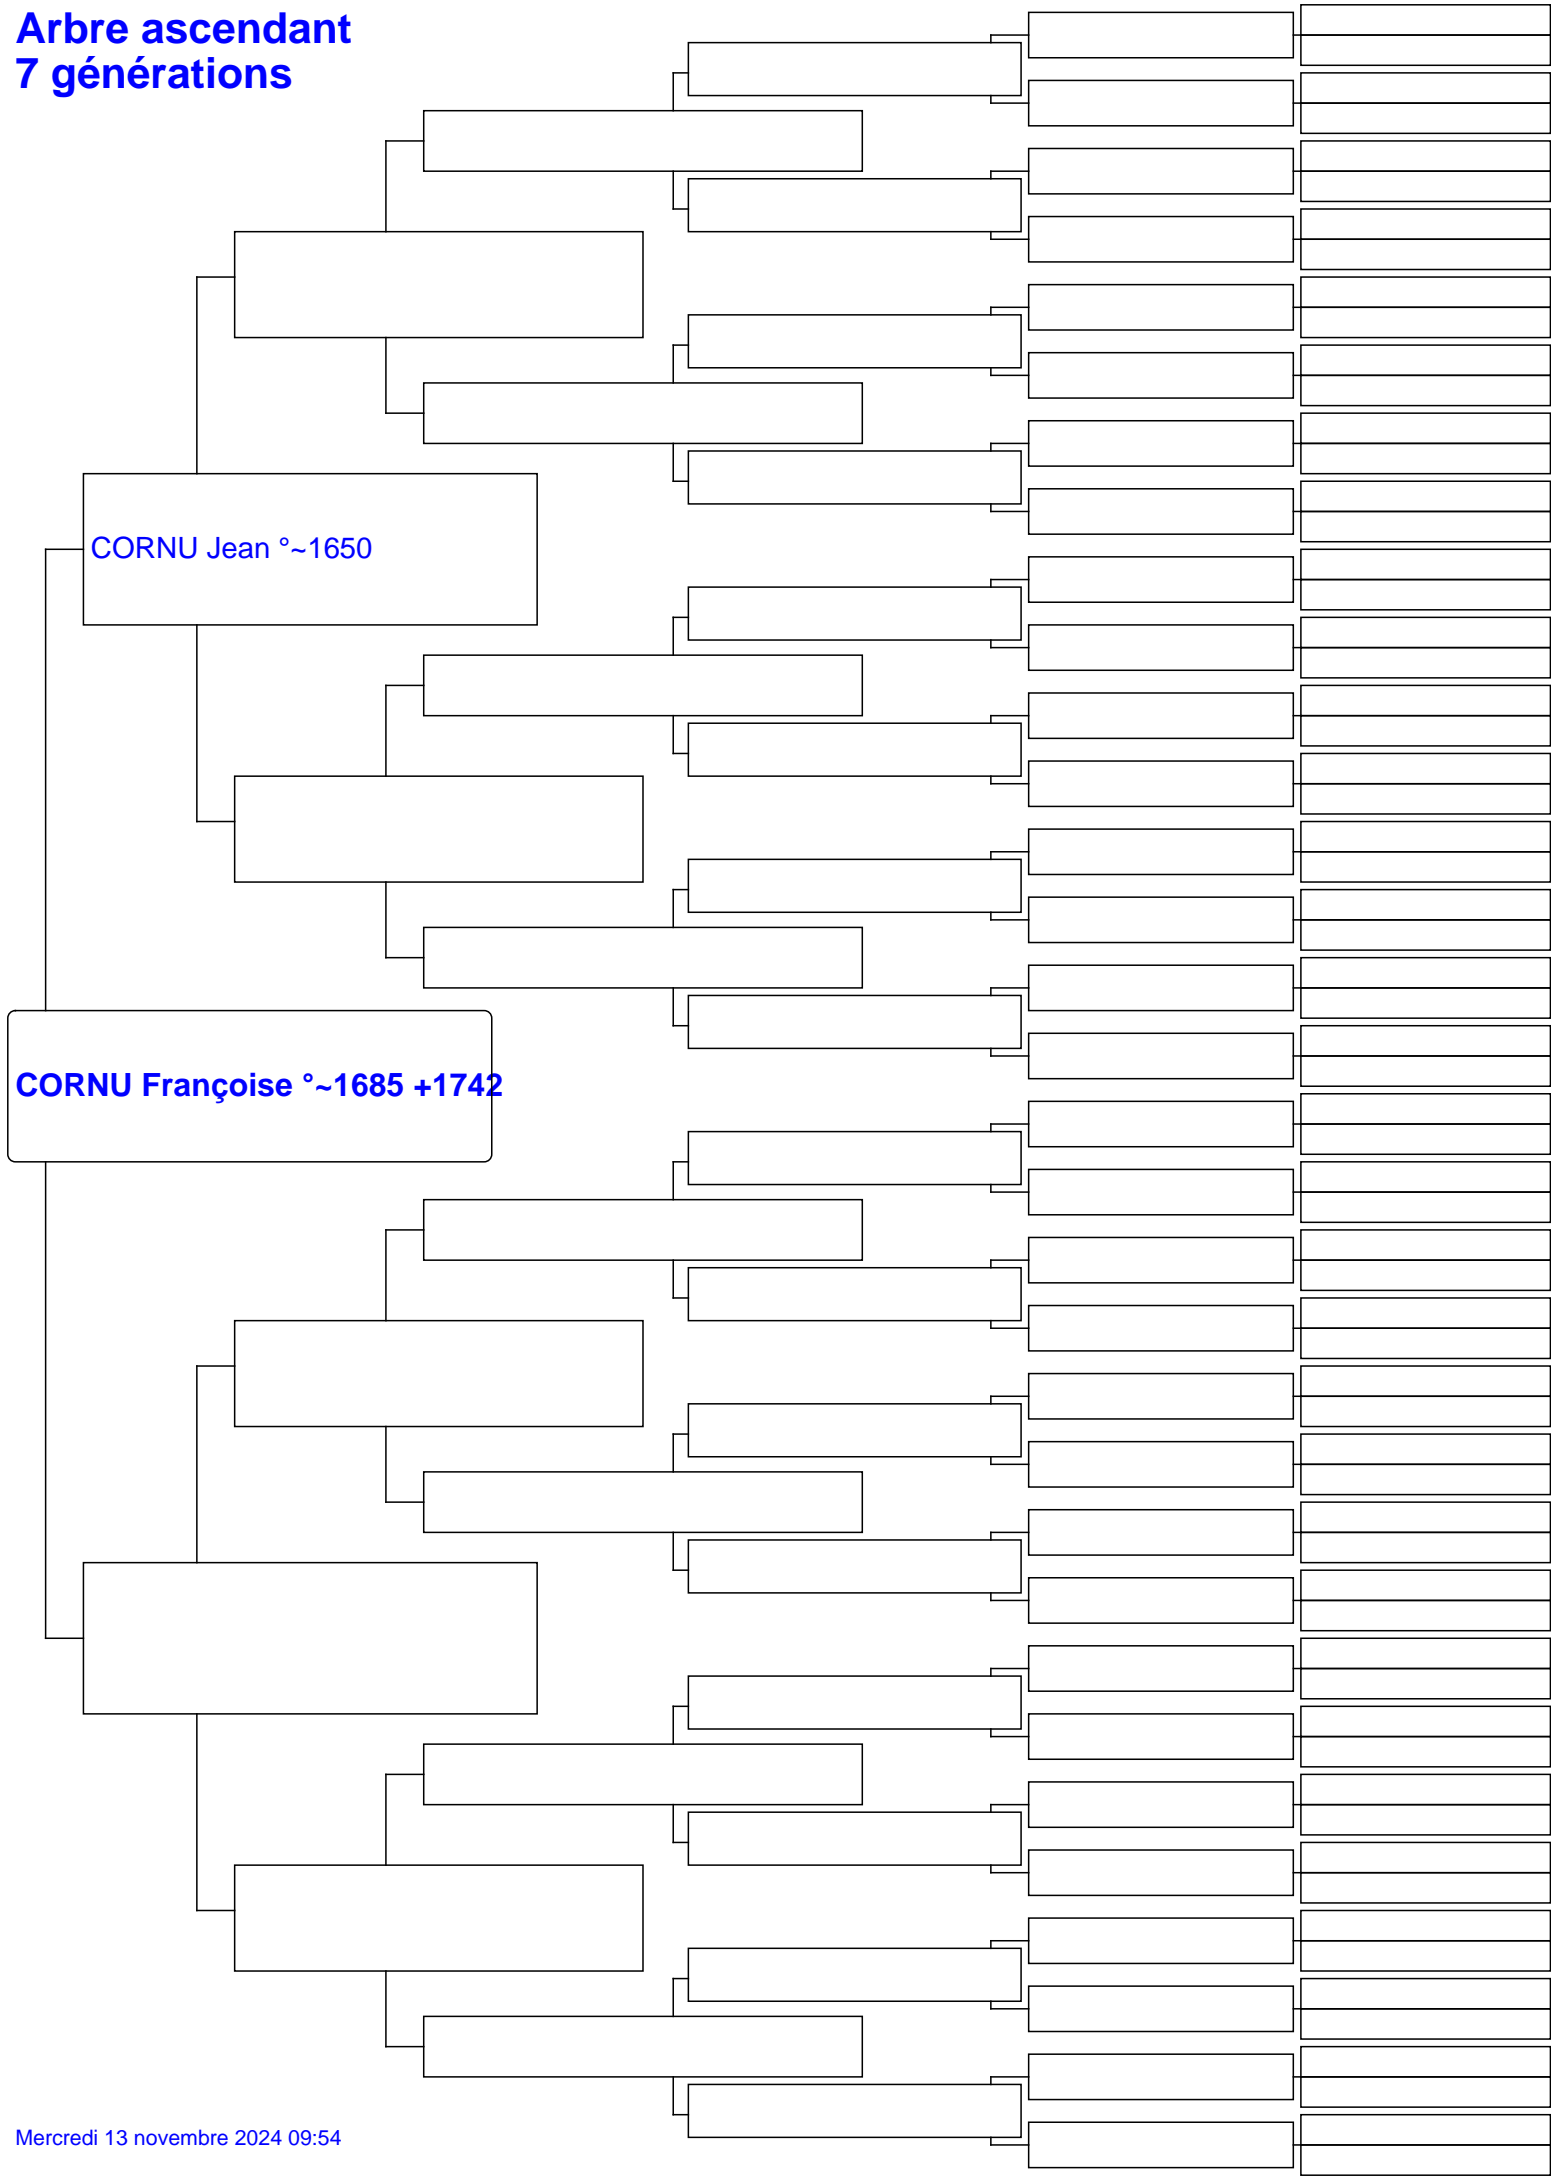 Arbre ascendant
7 générations
CORNU Jean °~1650
CORNU Françoise °~1685 +1742
Mercredi 13 novembre 2024 09:54